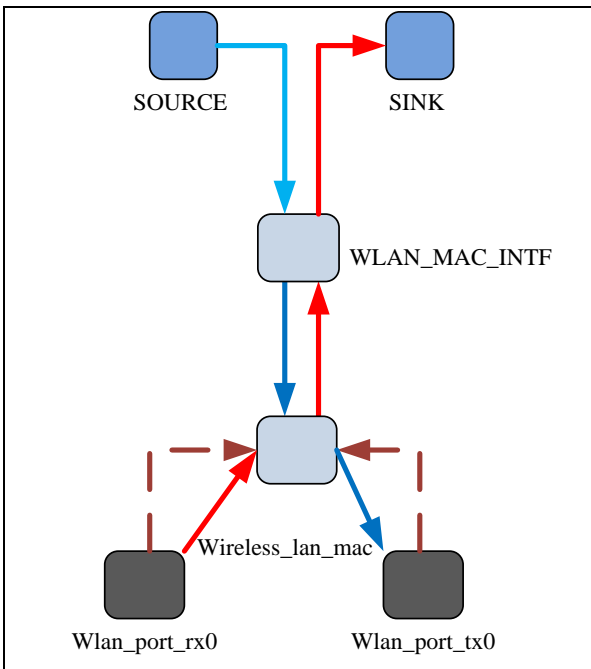 SOURCE
SINK
WLAN_MAC_INTF
Wireless_lan_mac
Wlan_port_rx0
Wlan_port_tx0